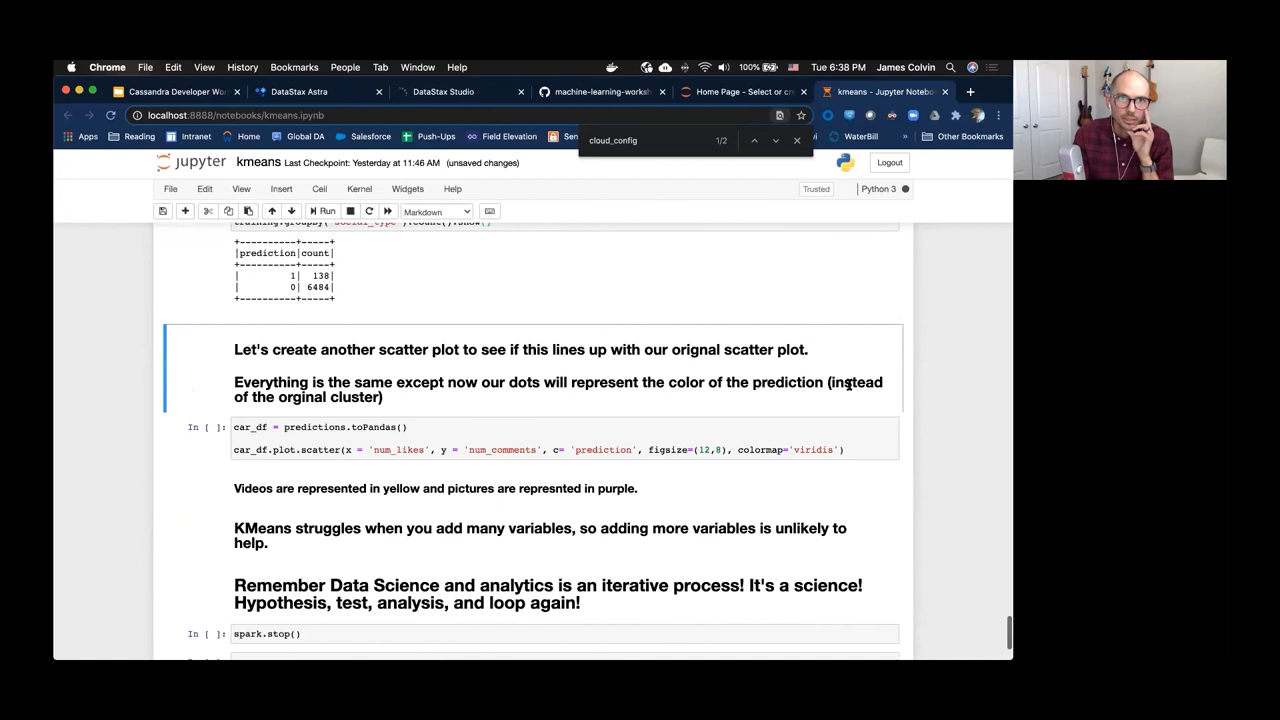 Chrome File Edit View History Bookmarks People Tab Window Help 100% Tue 6:38 PM James Colvin
Cassandra Developer Wo DataStax Astra DataStax Studio machine-learning-worksh Home Page - Select or cre kmeans - Jupyter Noteboo
localhost:8888/notebooks/kmeans.ipynb
Apps Reading Intranet Home Global DA Salesforce Push-Ups Field Elevation WaterBill » Other Bookmarks
cloud_config 1/2
jupyter kmeans Last Checkpoint: Yesterday at 11:46 AM (unsaved changes) Logout
File Edit View Insert Cell Kernel Widgets Help Trusted Python 3
Run Markdown
training.groupBy("social_type").count().show()
+----------+-----+
|prediction|count|
+----------+-----+
| 1| 138|
| 0| 6484|
+----------+-----+
Let's create another scatter plot to see if this lines up with our orignal scatter plot.
Everything is the same except now our dots will represent the color of the prediction (instead
of the orginal cluster)
In [ ]: car_df = predictions.toPandas()
car_df.plot.scatter(x = 'num_likes', y = 'num_comments', c= 'prediction', figsize=(12,8), colormap='viridis')
Videos are represented in yellow and pictures are represnted in purple.
KMeans struggles when you add many variables, so adding more variables is unlikely to
help.
Remember Data Science and analytics is an iterative process! It's a science!
Hypothesis, test, analysis, and loop again!
In [ ]: spark.stop()